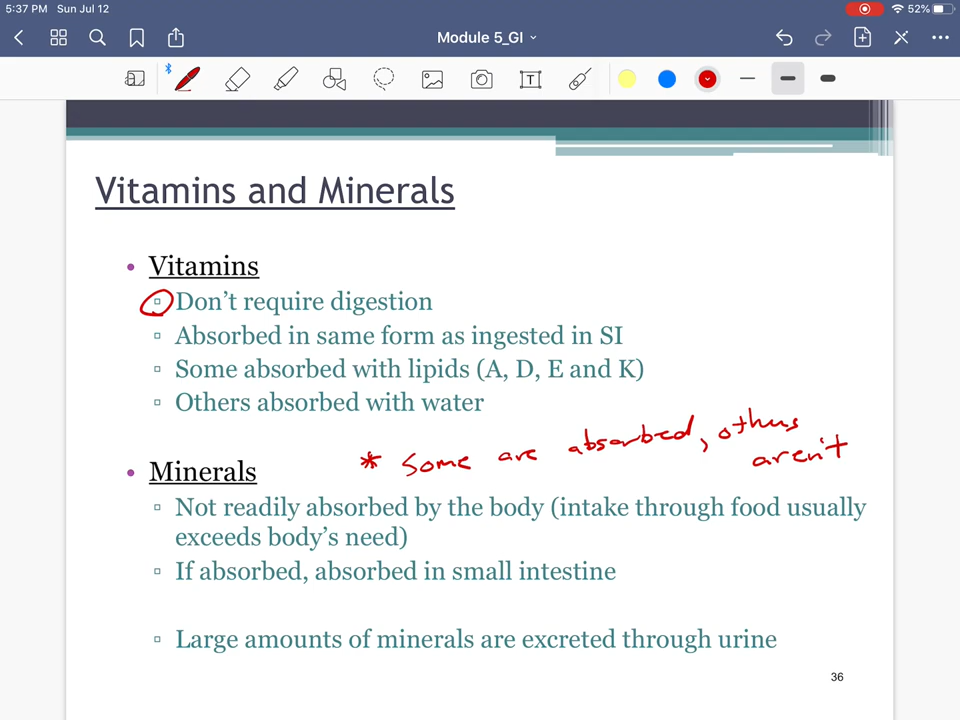 5:37 PM Sun Jul 12 52%
Module 5_GI
Vitamins and Minerals
• Vitamins
▫ Don't require digestion
▫ Absorbed in same form as ingested in SI
▫ Some absorbed with lipids (A, D, E and K)
▫ Others absorbed with water
* Some are absorbed, others
aren't
• Minerals
▫ Not readily absorbed by the body (intake through food usually
exceeds body's need)
▫ If absorbed, absorbed in small intestine
▫ Large amounts of minerals are excreted through urine
36